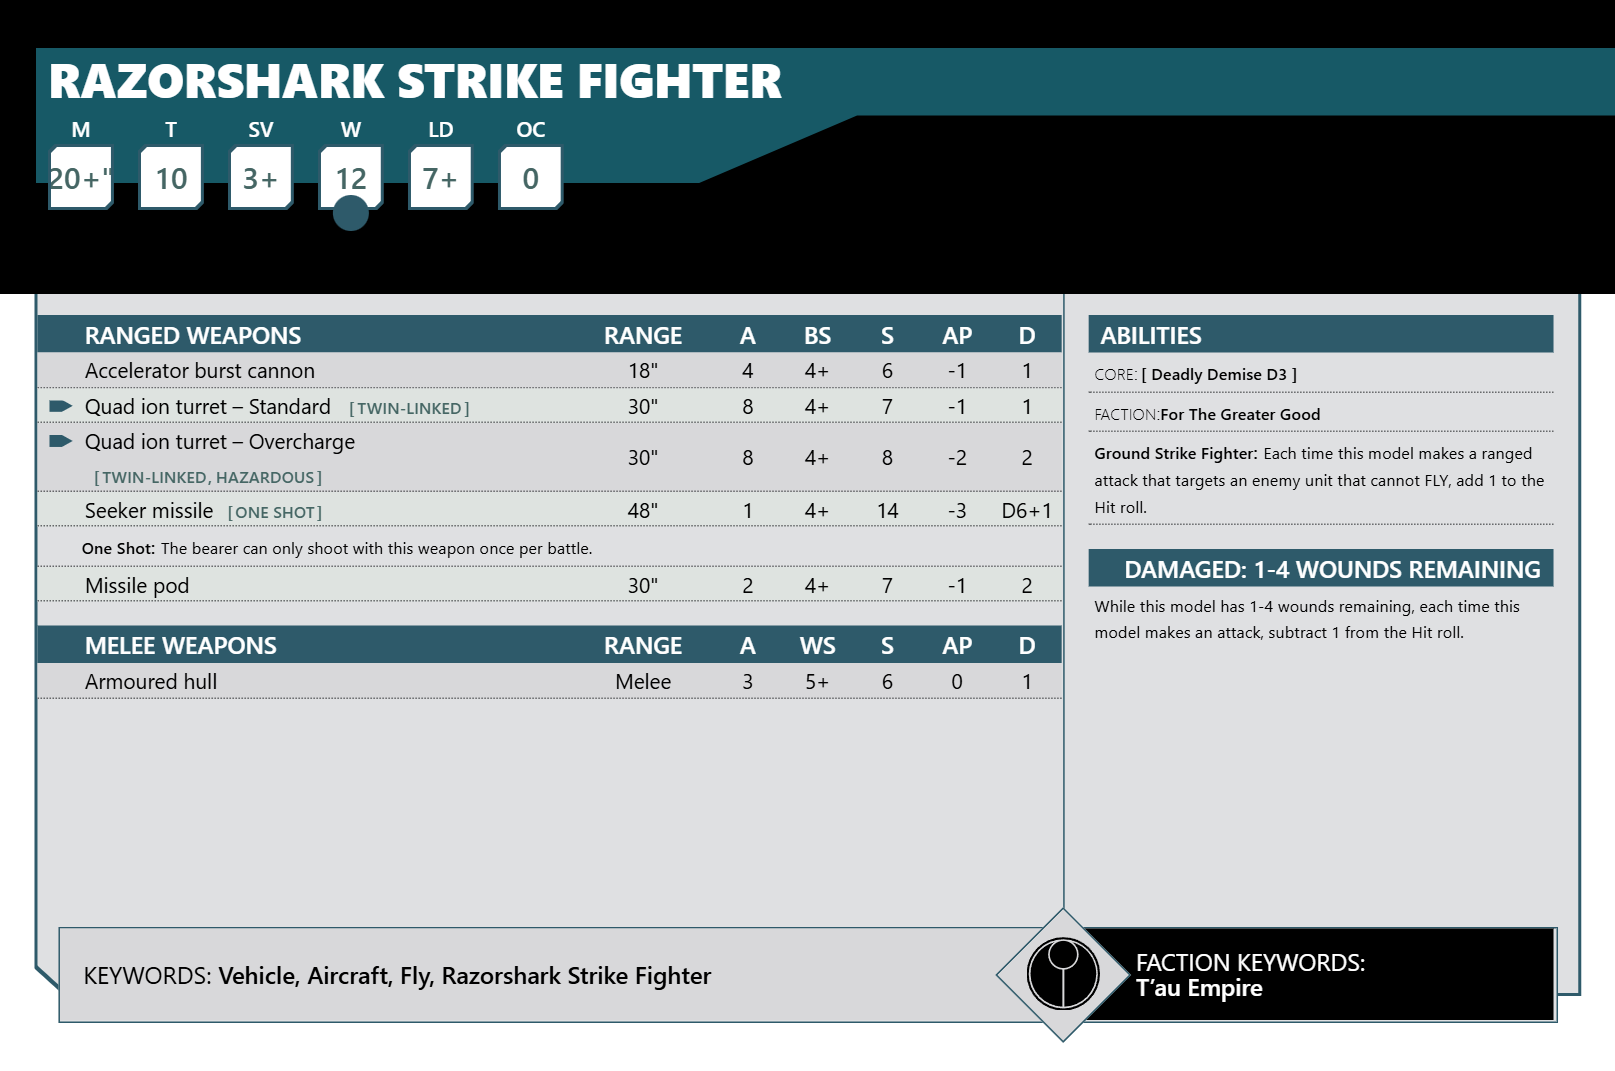 RAZORSHARK STRIKE FIGHTER
M T SV W LD OC
20+" 10 3+ 12 7+ 0
RANGED WEAPONS RANGE A BS S AP D
Accelerator burst cannon 18" 4 4+ 6 -1 1
Quad ion turret – Standard [TWIN-LINKED] 30" 8 4+ 7 -1 1
Quad ion turret – Overcharge
[TWIN-LINKED, HAZARDOUS] 30" 8 4+ 8 -2 2
Seeker missile [ONE SHOT] 48" 1 4+ 14 -3 D6+1
One Shot: The bearer can only shoot with this weapon once per battle.
Missile pod 30" 2 4+ 7 -1 2
MELEE WEAPONS RANGE A WS S AP D
Armoured hull Melee 3 5+ 6 0 1
ABILITIES
CORE: [ Deadly Demise D3 ]
FACTION:For The Greater Good
Ground Strike Fighter: Each time this model makes a ranged
attack that targets an enemy unit that cannot FLY, add 1 to the
Hit roll.
DAMAGED: 1-4 WOUNDS REMAINING
While this model has 1-4 wounds remaining, each time this
model makes an attack, subtract 1 from the Hit roll.
KEYWORDS: Vehicle, Aircraft, Fly, Razorshark Strike Fighter
FACTION KEYWORDS:
T’au Empire